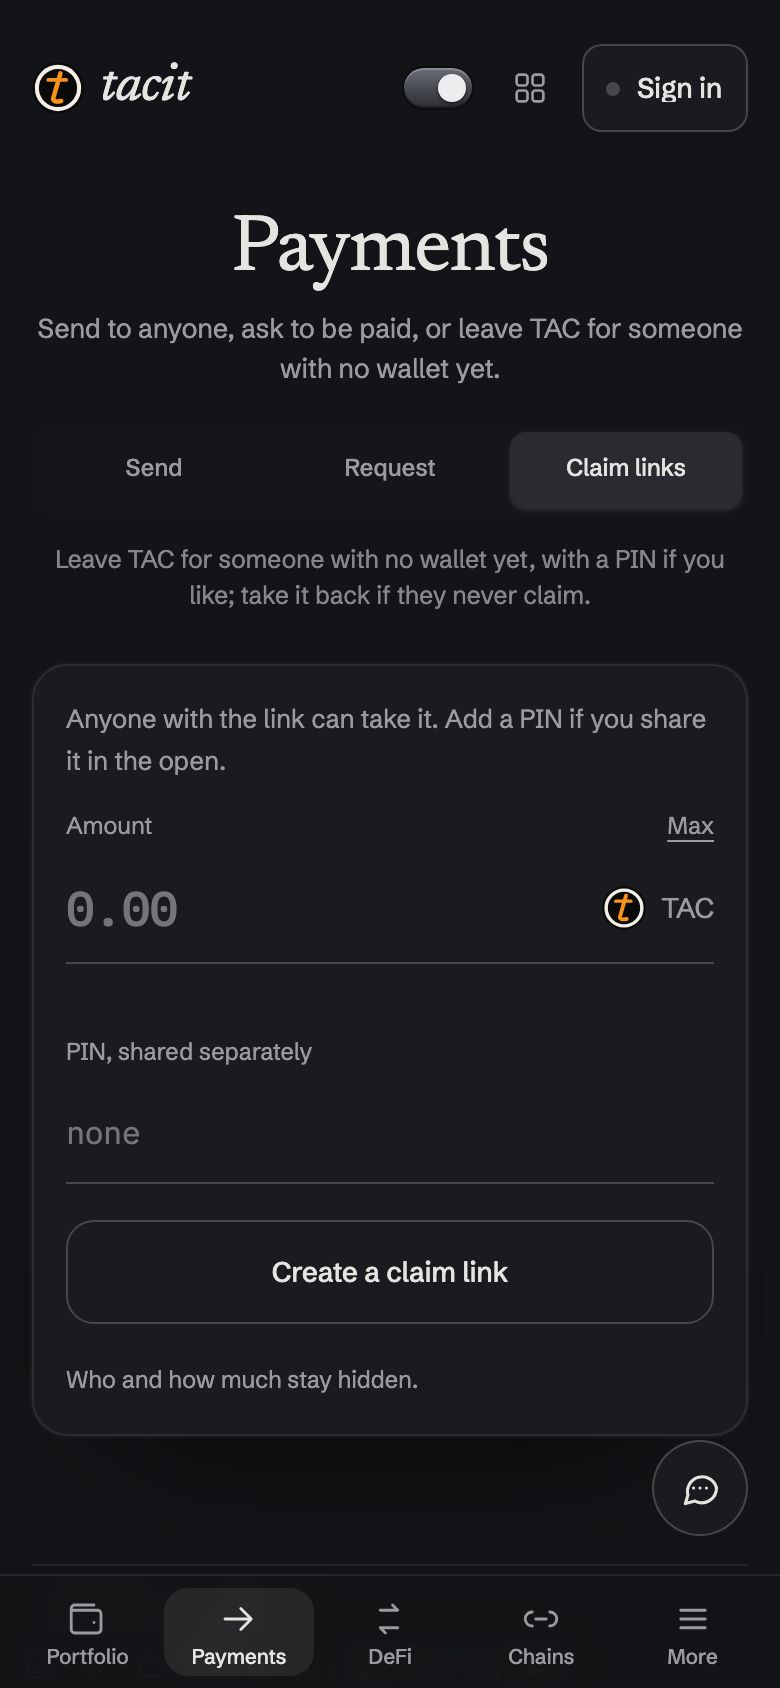 tacit
Sign in
Payments
Send to anyone, ask to be paid, or leave TAC for someone
with no wallet yet.
Send
Request
Claim links
Leave TAC for someone with no wallet yet, with a PIN if you
like; take it back if they never claim.
Anyone with the link can take it. Add a PIN if you share
it in the open.
Amount
Max
0.00
TAC
PIN, shared separately
none
Create a claim link
Who and how much stay hidden.
Portfolio
Payments
DeFi
Chains
More